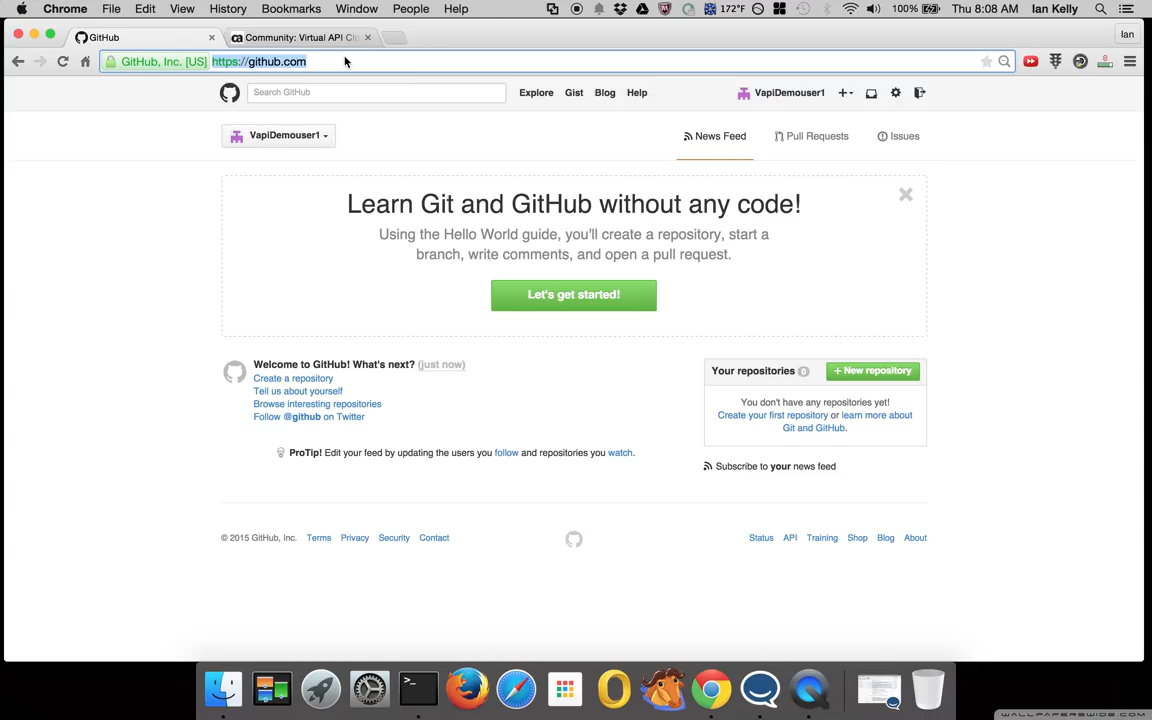 Chrome File Edit View History Bookmarks Window People Help 172°F 100% Thu 8:08 AM Ian Kelly
GitHub Community: Virtual API Clo Ian
GitHub, Inc. [US] https://github.com
Search GitHub Explore Gist Blog Help VapiDemouser1
VapiDemouser1 News Feed Pull Requests Issues
Learn Git and GitHub without any code!
Using the Hello World guide, you'll create a repository, start a
branch, write comments, and open a pull request.
Let's get started!
Welcome to GitHub! What's next? (just now)
Create a repository
Tell us about yourself
Browse interesting repositories
Follow @github on Twitter
ProTip! Edit your feed by updating the users you follow and repositories you watch.
Your repositories 0 + New repository
You don't have any repositories yet!
Create your first repository or learn more about
Git and GitHub.
Subscribe to your news feed
© 2015 GitHub, Inc. Terms Privacy Security Contact Status API Training Shop Blog About
WALLPAPERSWIDE.COM